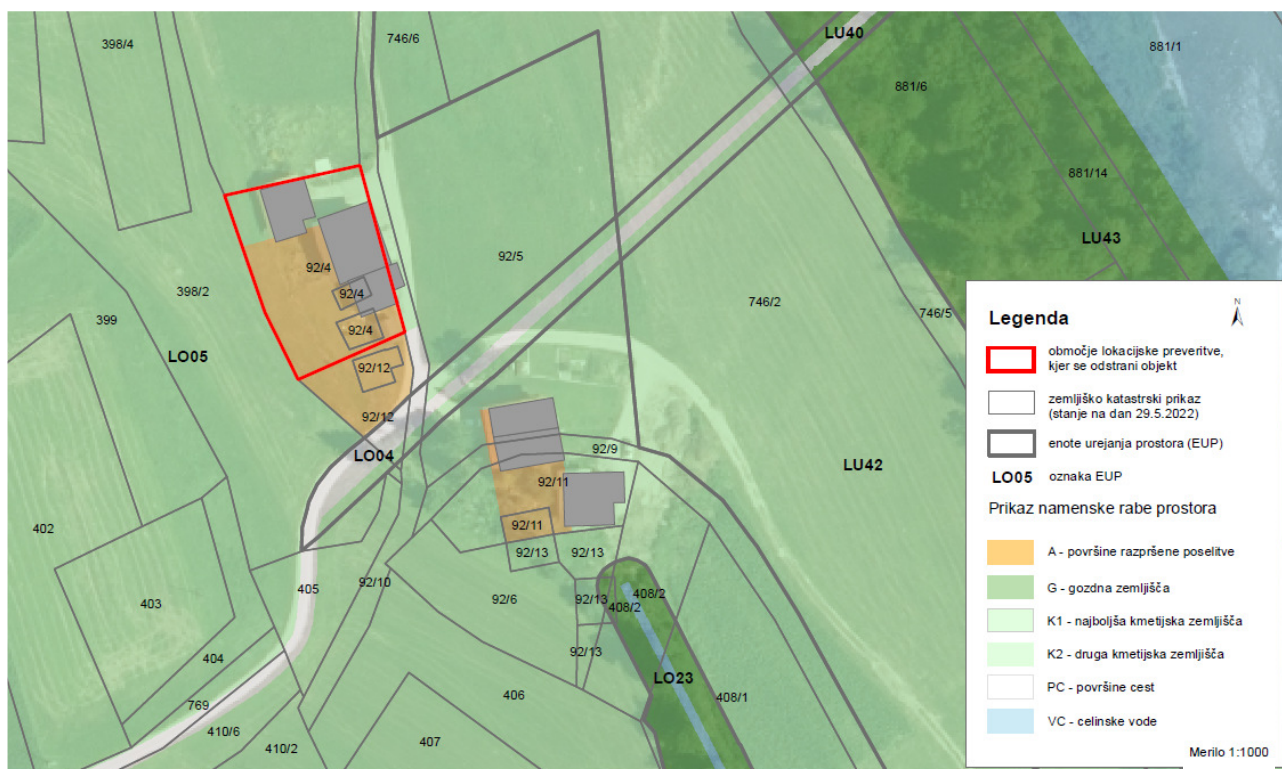 398/4
746/6
LU40
881/1
881/6
881/14
LU43
92/4
92/5
398/2
399
746/2
746/5
92/4
LO05
92/4
92/12
92/12
LO04
92/9
LU42
92/11
92/11
402
92/13
92/13
405
92/10
403
92/6
92/13
408/2
408/2
404
92/13
LO23
769
406
408/1
410/6
410/2
407
N
Legenda
območje lokacijske preveritve,
kjer se odstrani objekt
zemljiško katastrski prikaz
(stanje na dan 29.5.2022)
enote urejanja prostora (EUP)
LO05 oznaka EUP
Prikaz namenske rabe prostora
A - površine razpršene poselitve
G - gozdna zemljišča
K1 - najboljša kmetijska zemljišča
K2 - druga kmetijska zemljišča
PC - površine cest
VC - celinske vode
Merilo 1:1000